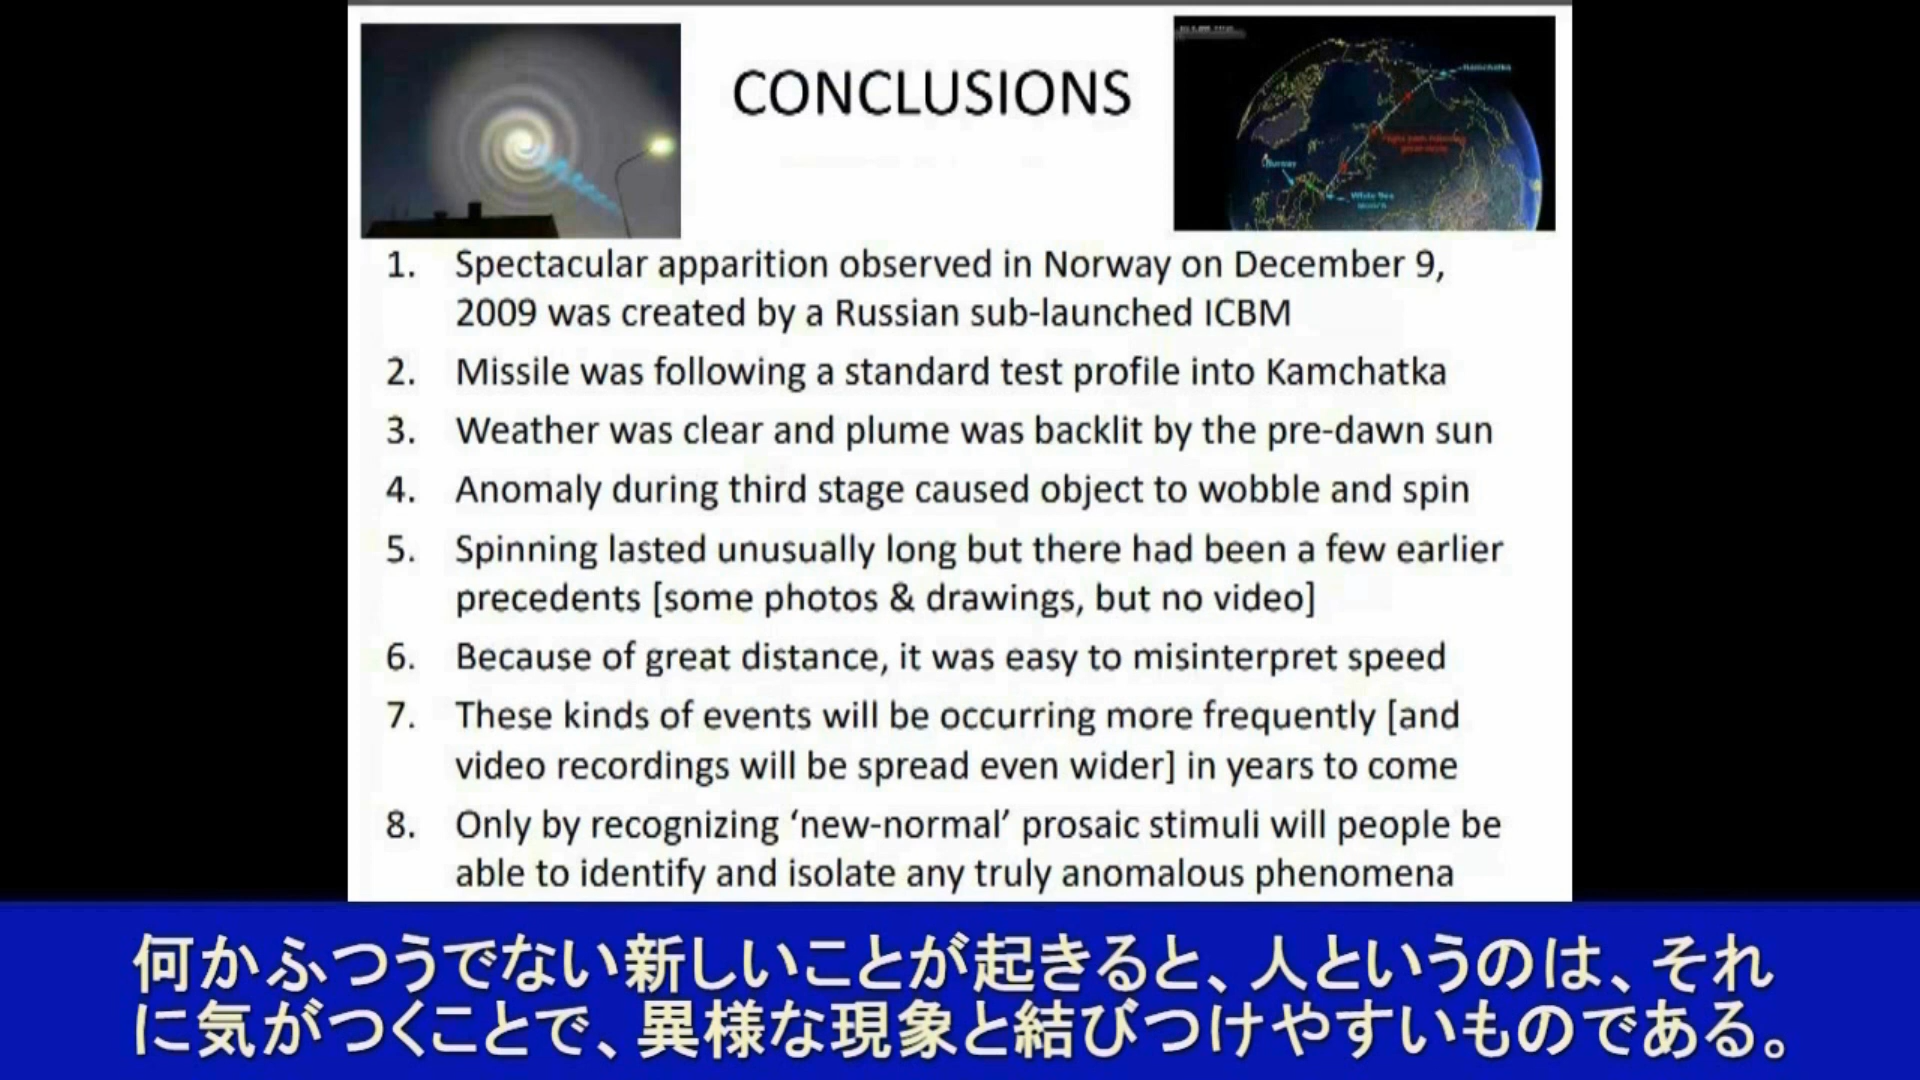 CONCLUSIONS
Kamchatka
Norway
White Sea
1. Spectacular apparition observed in Norway on December 9,
2009 was created by a Russian sub-launched ICBM
2. Missile was following a standard test profile into Kamchatka
3. Weather was clear and plume was backlit by the pre-dawn sun
4. Anomaly during third stage caused object to wobble and spin
5. Spinning lasted unusually long but there had been a few earlier
precedents [some photos & drawings, but no video]
6. Because of great distance, it was easy to misinterpret speed
7. These kinds of events will be occurring more frequently [and
video recordings will be spread even wider] in years to come
8. Only by recognizing ‘new-normal’ prosaic stimuli will people be
able to identify and isolate any truly anomalous phenomena
何かふつうでない新しいことが起きると、人というのは、それ
に気がつくことで、異様な現象と結びつけやすいものである。